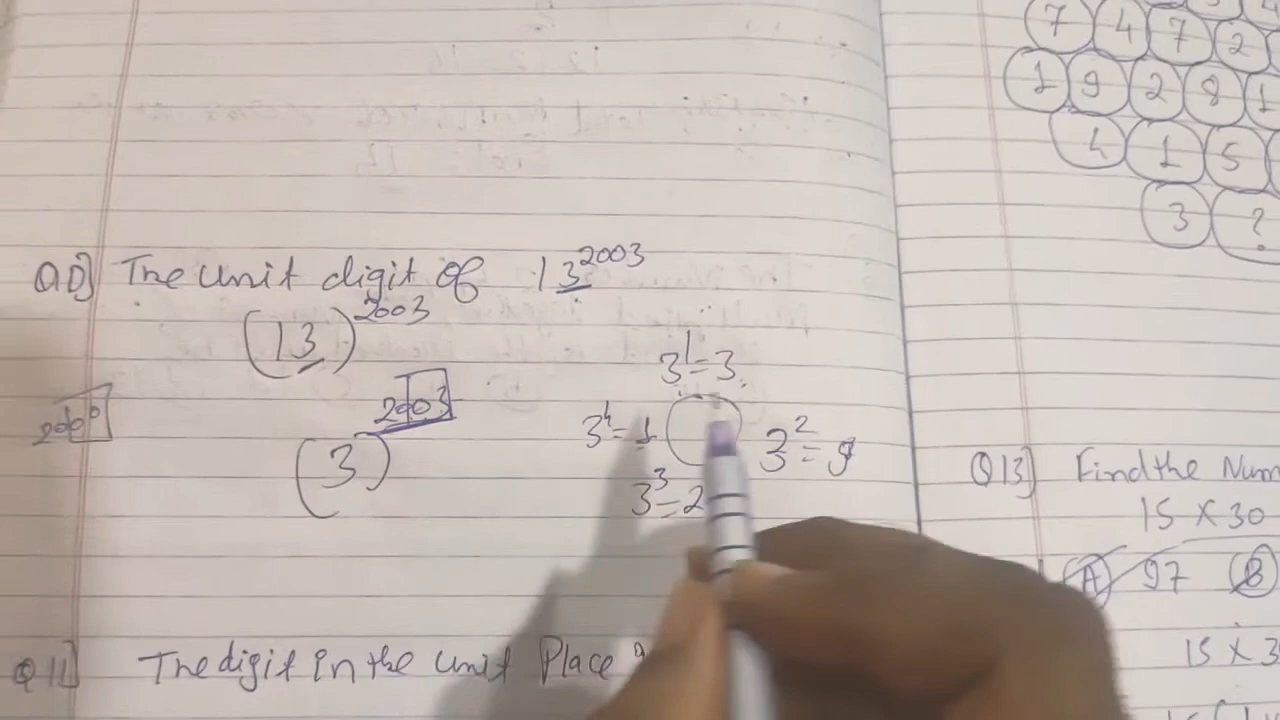 Q10] The unit digit of 13^2003
(13)^2003
2003
(3)^2003
3^1=3
3^4=1
3^2=9
3^3=2
Q11] The digit in the unit Place
7 4 7 2
1 9 2 8 1
4 1 5
3 ?
Q13] Find the Num
15 X 30
A 97 B
15 X 3